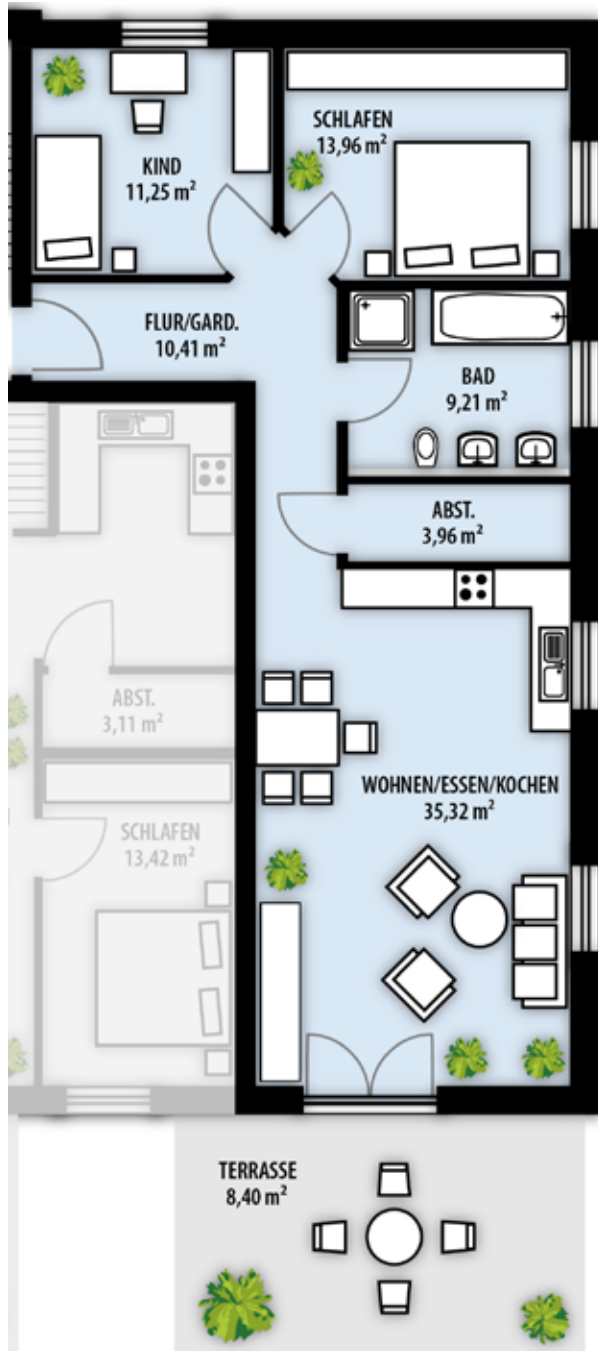 KIND
11,25 m²
SCHLAFEN
13,96 m²
FLUR/GARD.
10,41 m²
BAD
9,21 m²
ABST.
3,96 m²
ABST.
3,11 m²
WOHNEN/ESSEN/KOCHEN
35,32 m²
SCHLAFEN
13,42 m²
TERRASSE
8,40 m²